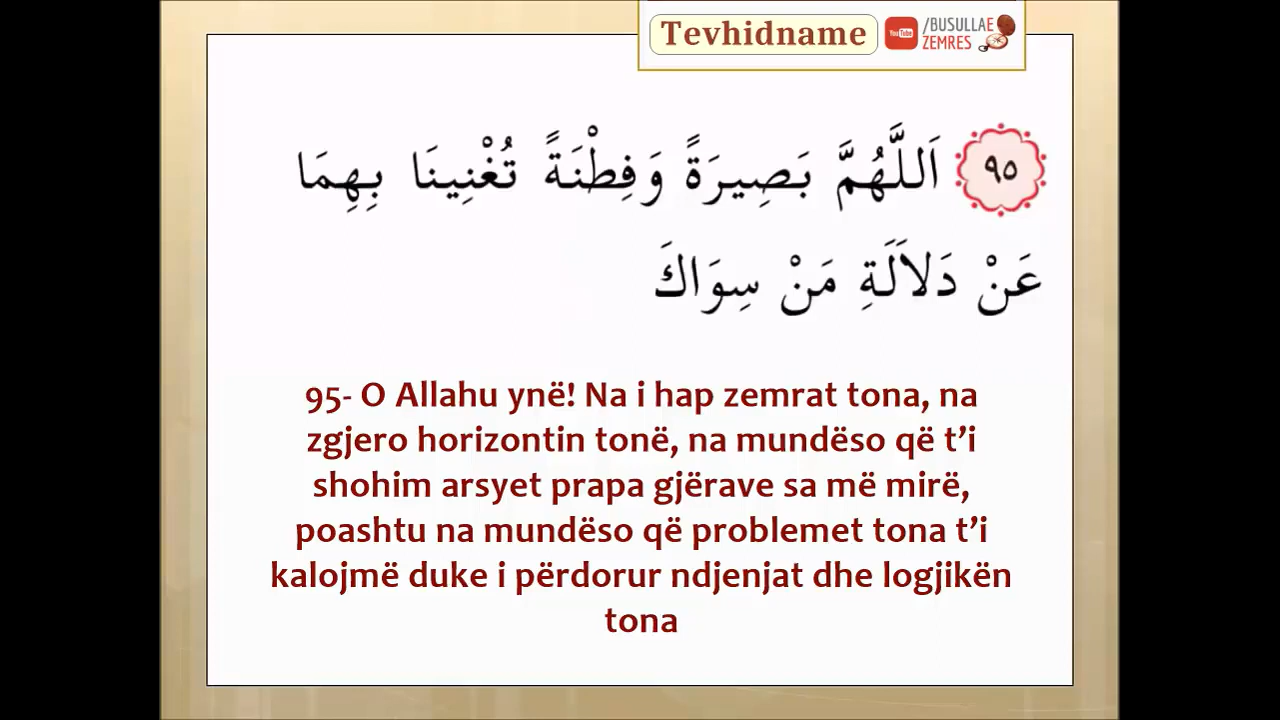 Tevhidname
YouTube
/BUSULLAE
ZEMRES
٩٥ اَللَّهُمَّ بَصِيرَةً وَفِطْنَةً تُغْنِينَا بِهِمَا
عَنْ دَلاَلَةِ مَنْ سِوَاكَ
95- O Allahu ynë! Na i hap zemrat tona, na
zgjero horizontin tonë, na mundëso që t’i
shohim arsyet prapa gjërave sa më mirë,
poashtu na mundëso që problemet tona t’i
kalojmë duke i përdorur ndjenjat dhe logjikën
tona